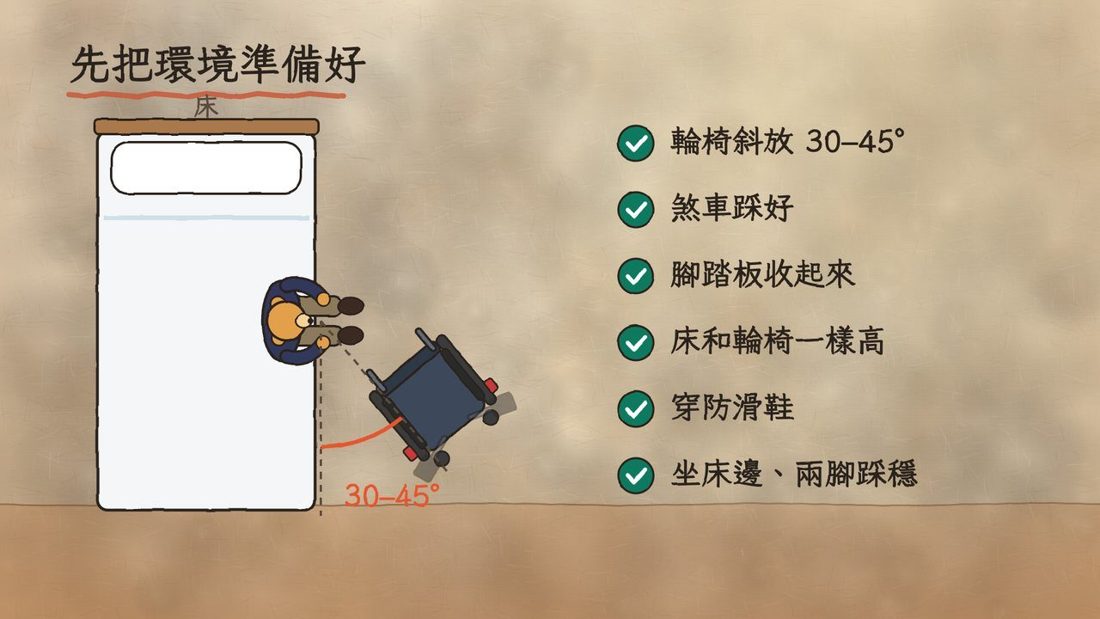 先把環境準備好
床
30–45°
輪椅斜放 30–45°
煞車踩好
腳踏板收起來
床和輪椅一樣高
穿防滑鞋
坐床邊、兩腳踩穩